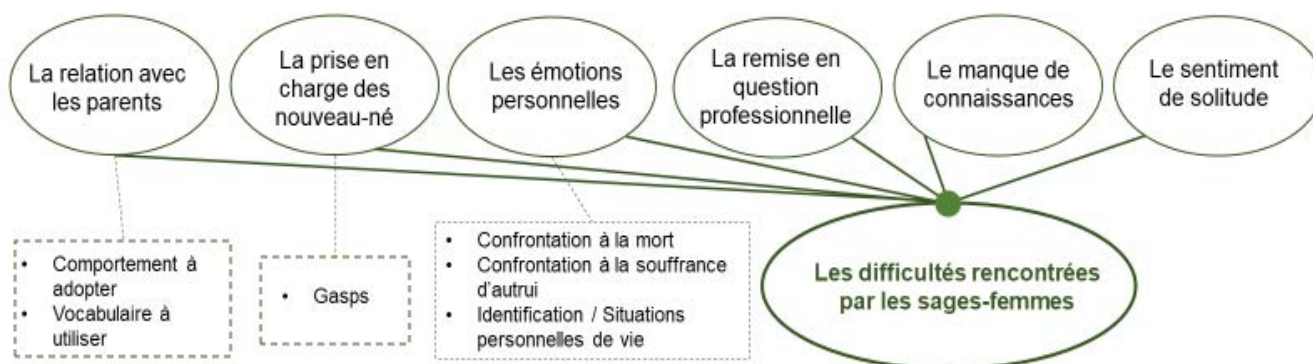 La relation avec
les parents
La prise en
charge des
nouveau-né
Les émotions
personnelles
La remise en
question
professionnelle
Le manque de
connaissances
Le sentiment
de solitude
• Comportement à
adopter
• Vocabulaire à
utiliser
• Gasps
• Confrontation à la mort
• Confrontation à la souffrance
d'autrui
• Identification / Situations
personnelles de vie
Les difficultés rencontrées
par les sages-femmes